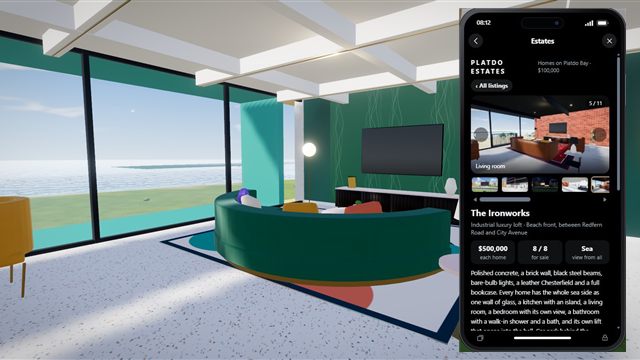 08:12
Estates
PLATDO
ESTATES
Homes on Platdo Bay -
$100,000
‹ All listings
5 / 11
Living room
The Ironworks
Industrial luxury loft · Beach front, between Redfern
Road and City Avenue
$500,000
each home
8 / 8
for sale
Sea
view from all
Polished concrete, a brick wall, black steel beams,
bare-bulb lights, a leather Chesterfield and a full
bookcase. Every home has the whole sea side as
one wall of glass, a kitchen with an island, a living
room, a bedroom with its own view, a bathroom
with a walk-in shower and a bath, and its own lift